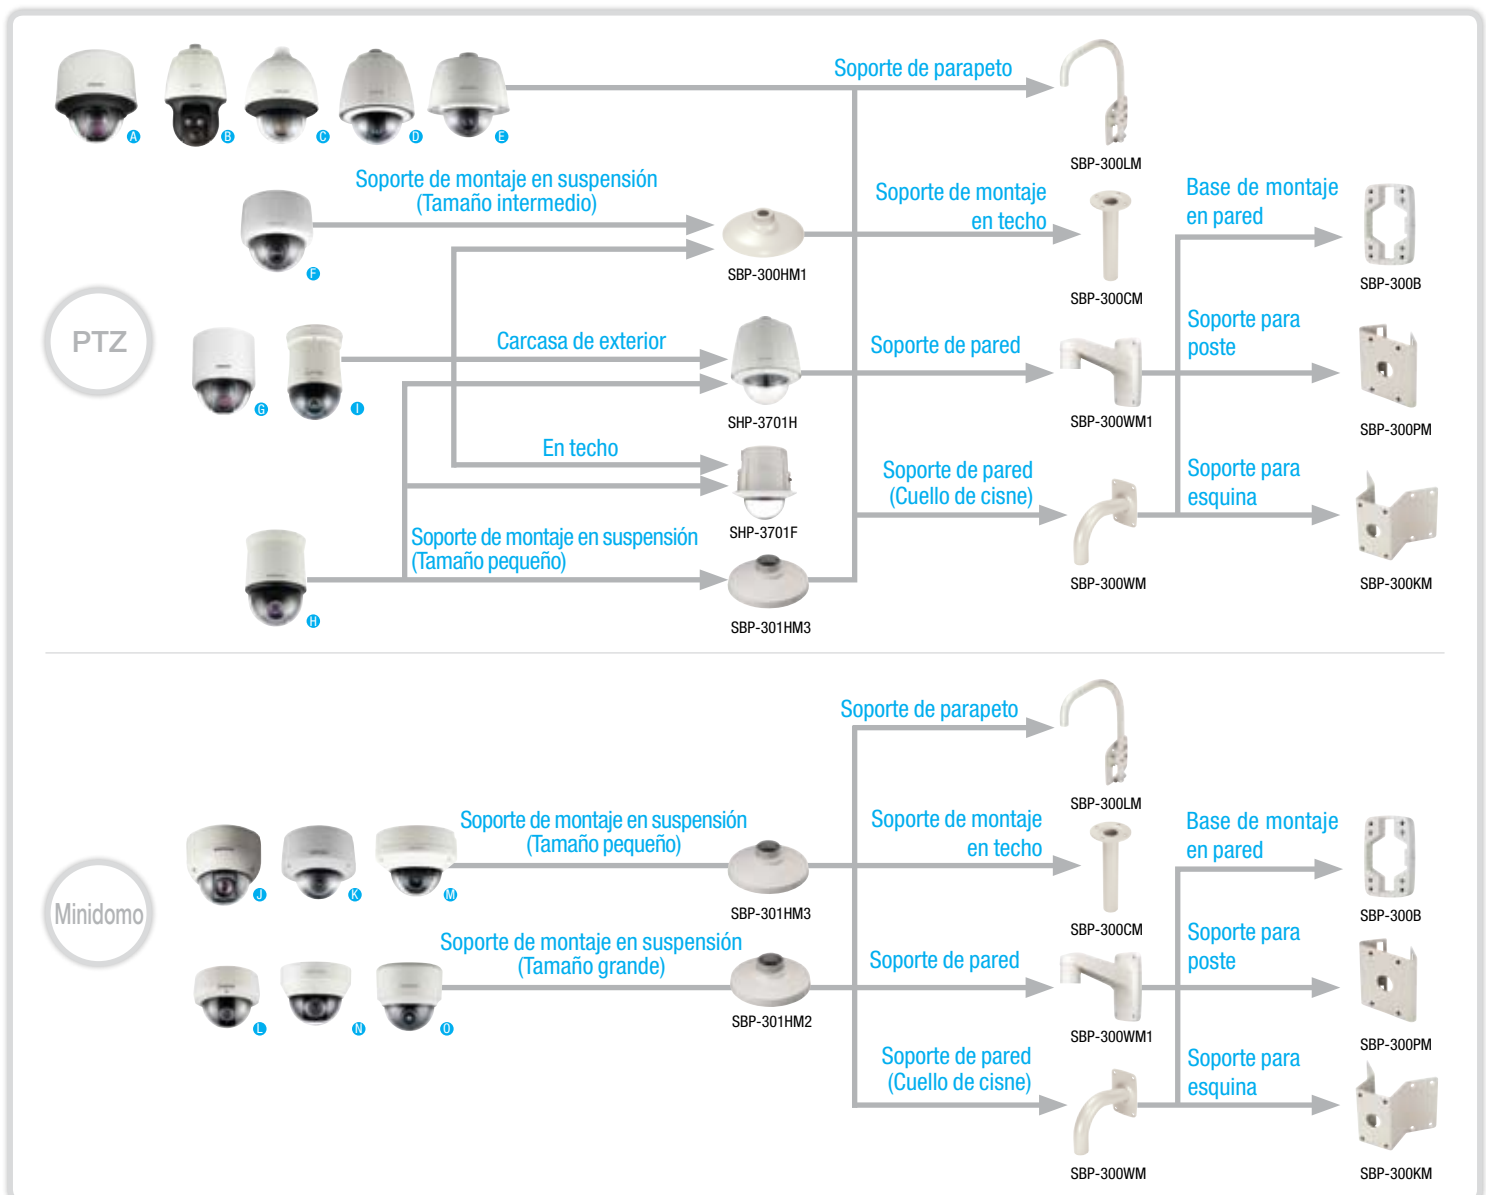 Soporte de parapeto
SBP-300LM
A
B
C
D
E
Soporte de montaje en suspensión
(Tamaño intermedio)
F
SBP-300HM1
Soporte de montaje
en techo
SBP-300CM
Base de montaje
en pared
SBP-300B
PTZ
G
I
Carcasa de exterior
SHP-3701H
Soporte de pared
SBP-300WM1
Soporte para
poste
SBP-300PM
En techo
SHP-3701F
Soporte de pared
(Cuello de cisne)
SBP-300WM
Soporte para
esquina
SBP-300KM
H
Soporte de montaje en suspensión
(Tamaño pequeño)
SBP-301HM3
Minidomo
Soporte de parapeto
SBP-300LM
J
K
M
Soporte de montaje en suspensión
(Tamaño pequeño)
SBP-301HM3
Soporte de montaje
en techo
SBP-300CM
Base de montaje
en pared
SBP-300B
L
N
O
Soporte de montaje en suspensión
(Tamaño grande)
SBP-301HM2
Soporte de pared
SBP-300WM1
Soporte para
poste
SBP-300PM
Soporte de pared
(Cuello de cisne)
SBP-300WM
Soporte para
esquina
SBP-300KM